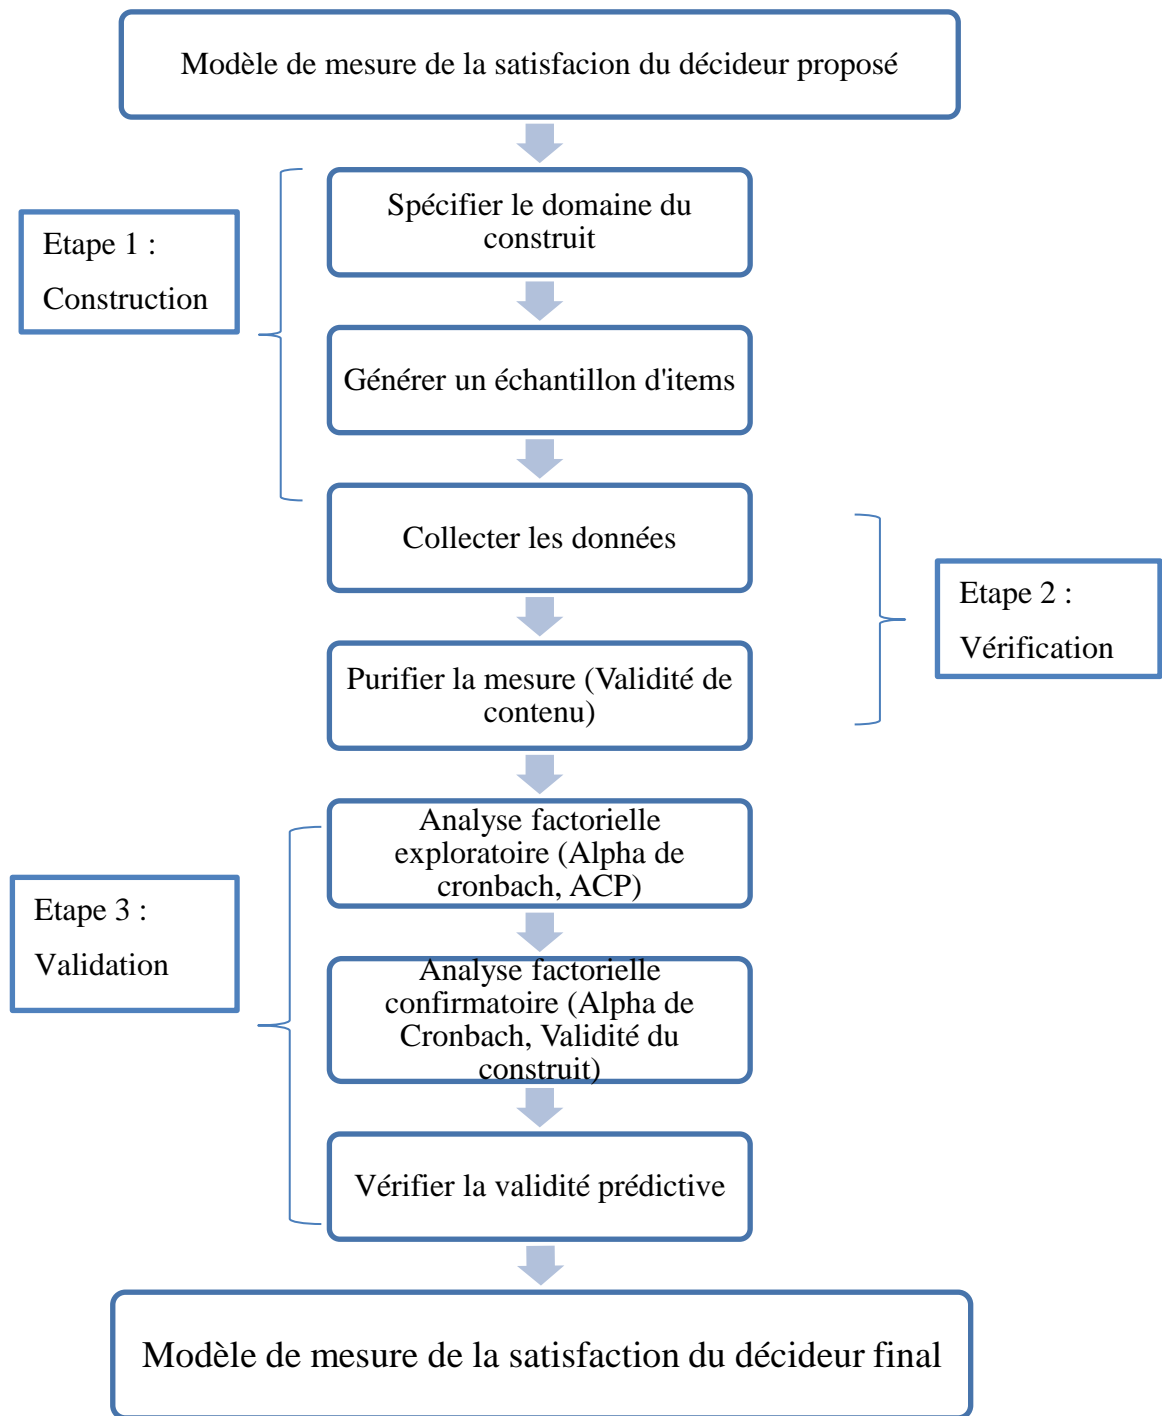 Modèle de mesure de la satisfacion du décideur proposé
Spécifier le domaine du
construit
Etape 1 :
Construction
Générer un échantillon d'items
Collecter les données
Etape 2 :
Vérification
Purifier la mesure (Validité de
contenu)
Analyse factorielle
exploratoire (Alpha de
cronbach, ACP)
Etape 3 :
Validation
Analyse factorielle
confirmatoire (Alpha de
Cronbach, Validité du
construit)
Vérifier la validité prédictive
Modèle de mesure de la satisfaction du décideur final